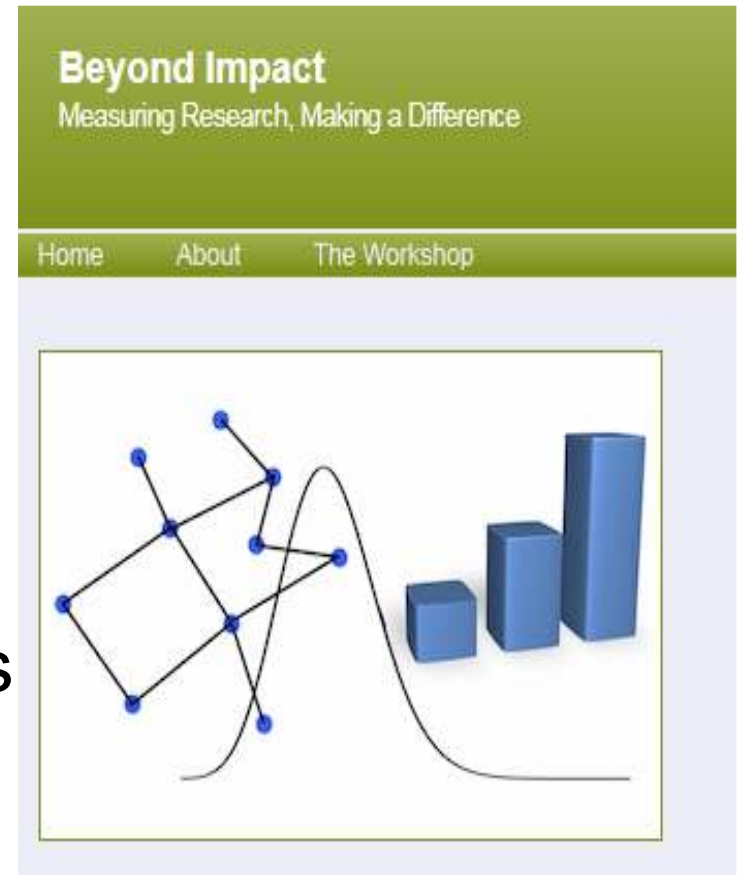 Beyond Impact
Measuring Research, Making a Difference
Home About The Workshop
s